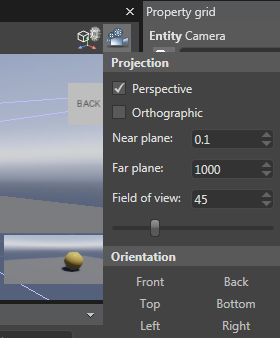 Property grid
Entity Camera
Projection
BACK
Perspective
Orthographic
Near plane: 0.1
Far plane: 1000
Field of view: 45
Orientation
Front Back
Top Bottom
Left Right